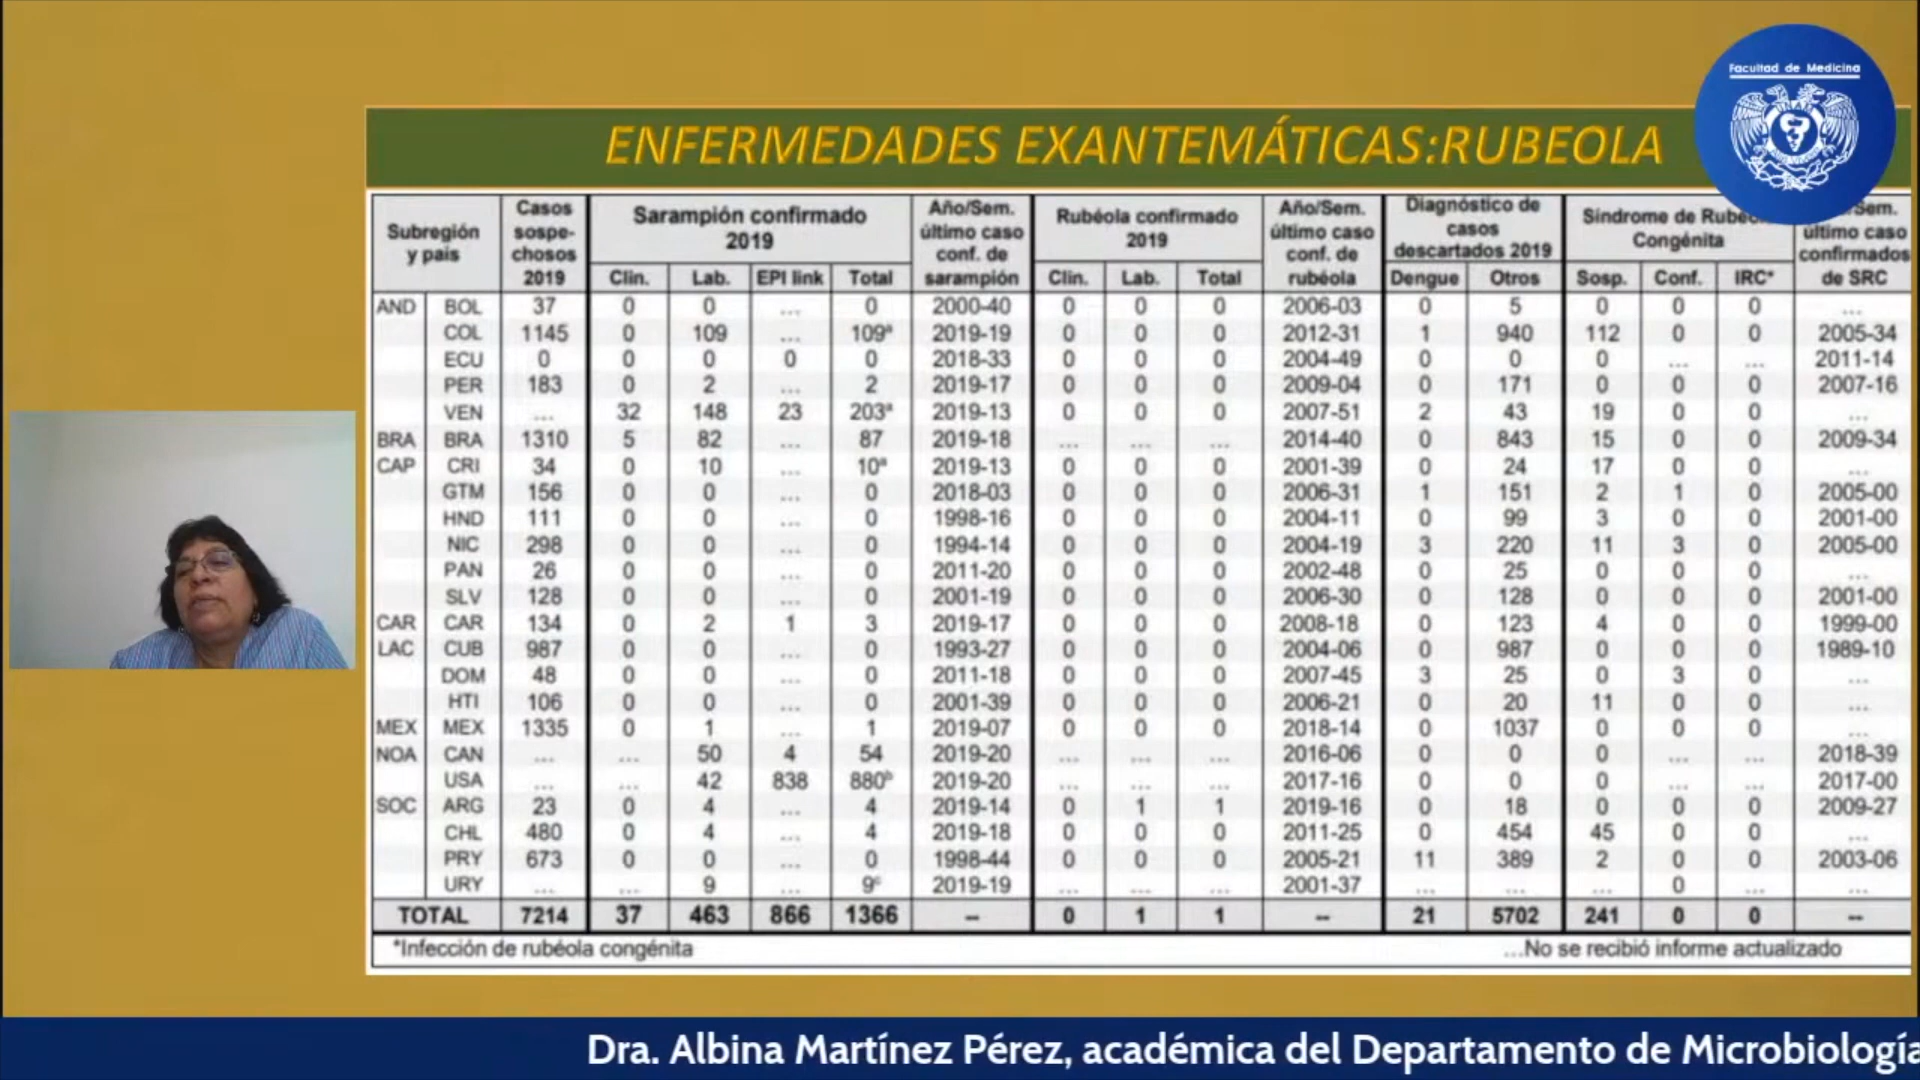 Facultad de Medicina
ENFERMEDADES EXANTEMÁTICAS:RUBEOLA
Subregión y país | Casos sospe-chosos 2019 | Sarampión confirmado 2019 | Año/Sem. último caso conf. de sarampión | Rubéola confirmado 2019 | Año/Sem. último caso conf. de rubéola | Diagnóstico de casos descartados 2019 | Síndrome de Congénita | último caso confirmados de SRC
Clin. | Lab. | EPI link | Total | Clin. | Lab. | Total | Dengue | Otros | Sosp. | Conf. | IRC*
AND BOL 37 0 0 ... 0 2000-40 0 0 0 2006-03 0 5 0 0 0 ...
COL 1145 0 109 ... 109ª 2019-19 0 0 0 2012-31 1 940 112 0 0 2005-34
ECU 0 0 0 0 0 2018-33 0 0 0 2004-49 0 0 0 ... ... 2011-14
PER 183 0 2 ... 2 2019-17 0 0 0 2009-04 0 171 0 0 0 2007-16
VEN ... 32 148 23 203ª 2019-13 0 0 0 2007-51 2 43 19 0 0 ...
BRA BRA 1310 5 82 ... 87 2019-18 ... ... ... 2014-40 0 843 15 0 0 2009-34
CAP CRI 34 0 10 ... 10ª 2019-13 0 0 0 2001-39 0 24 17 0 0 ...
GTM 156 0 0 ... 0 2018-03 0 0 0 2006-31 1 151 2 1 0 2005-00
HND 111 0 0 ... 0 1998-16 0 0 0 2004-11 0 99 3 0 0 2001-00
NIC 298 0 0 ... 0 1994-14 0 0 0 2004-19 3 220 11 3 0 2005-00
PAN 26 0 0 ... 0 2011-20 0 0 0 2002-48 0 25 0 0 0 ...
SLV 128 0 0 ... 0 2001-19 0 0 0 2006-30 0 128 0 0 0 2001-00
CAR CAR 134 0 2 1 3 2019-17 0 0 0 2008-18 0 123 4 0 0 1999-00
LAC CUB 987 0 0 ... 0 1993-27 0 0 0 2004-06 0 987 0 0 0 1989-10
DOM 48 0 0 ... 0 2011-18 0 0 0 2007-45 3 25 0 3 0 ...
HTI 106 0 0 ... 0 2001-39 0 0 0 2006-21 0 20 11 0 0 ...
MEX MEX 1335 0 1 ... 1 2019-07 0 0 0 2018-14 0 1037 0 0 0 ...
NOA CAN ... ... 50 4 54 2019-20 ... ... ... 2016-06 0 0 0 ... ... 2018-39
USA ... ... 42 838 880ᵇ 2019-20 ... ... ... 2017-16 0 0 0 ... ... 2017-00
SOC ARG 23 0 4 ... 4 2019-14 0 1 1 2019-16 0 18 0 0 0 2009-27
CHL 480 0 4 ... 4 2019-18 0 0 0 2011-25 0 454 45 0 0 ...
PRY 673 0 0 ... 0 1998-44 0 0 0 2005-21 11 389 2 0 0 2003-06
URY ... ... 9 ... 9ᶜ 2019-19 ... ... ... 2001-37 ... ... ... 0 ... ...
TOTAL 7214 37 463 866 1366 -- 0 1 1 -- 21 5702 241 0 0 --
*Infección de rubéola congénita
...No se recibió informe actualizado
Dra. Albina Martínez Pérez, académica del Departamento de Microbiología